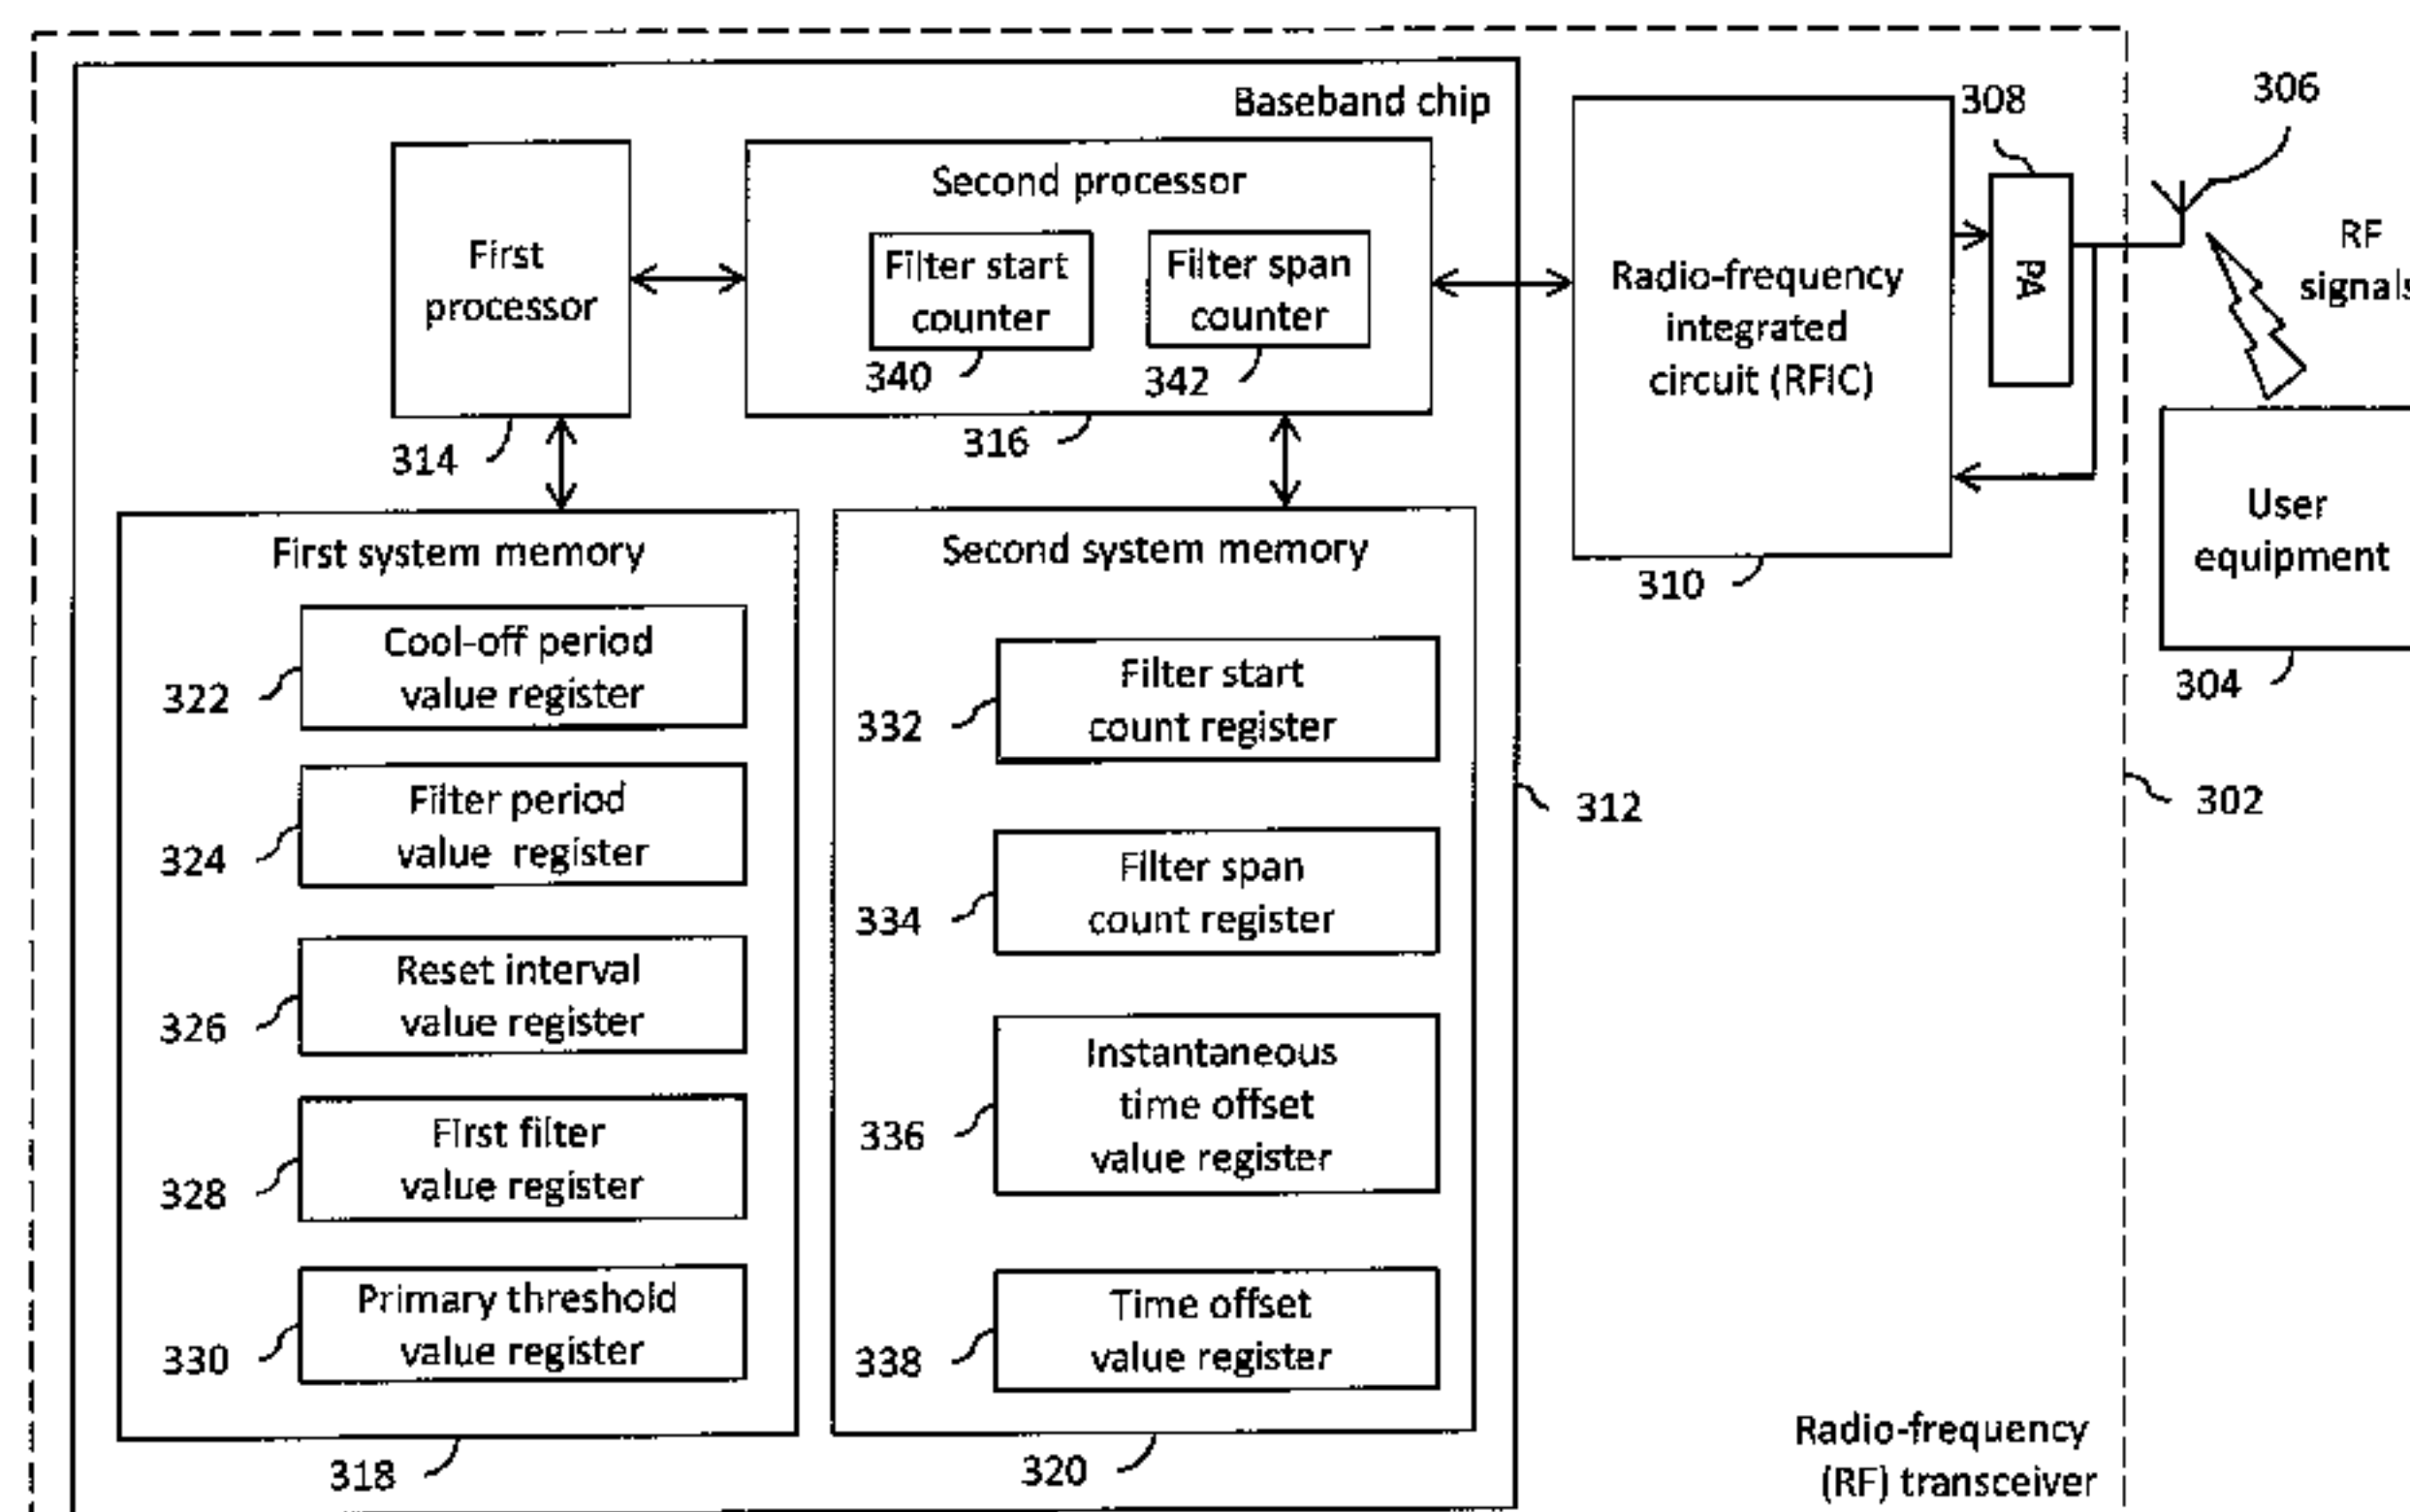 Baseband chip
308
306
First
processor
314
Second processor
Filter start
counter
340
Filter span
counter
342
316
Radio-frequency
integrated
circuit (RFIC)
310
PA
RF
signals
User
equipment
304
First system memory
Cool-off period
value register
322
Filter period
value register
324
Reset interval
value register
326
First filter
value register
328
Primary threshold
value register
330
318
Second system memory
Filter start
count register
332
Filter span
count register
334
Instantaneous
time offset
value register
336
Time offset
value register
338
320
312
302
Radio-frequency
(RF) transceiver